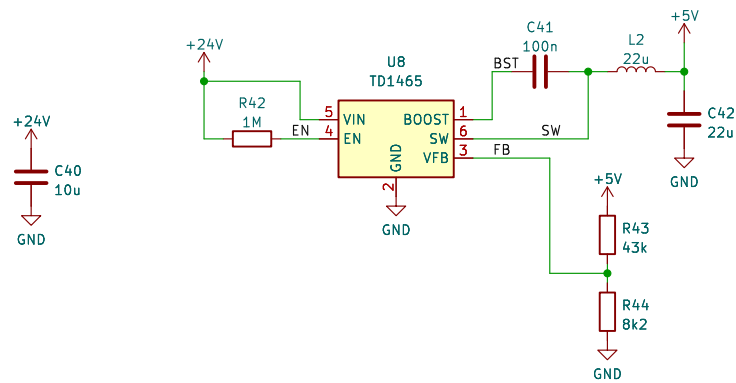 +24V
C40
10u
GND
+24V
R42
1M
EN
U8
TD1465
5
VIN
4
EN
GND
2
GND
BOOST
1
SW
6
VFB
3
BST
C41
100n
SW
FB
L2
22u
+5V
C42
22u
GND
+5V
R43
43k
R44
8k2
GND